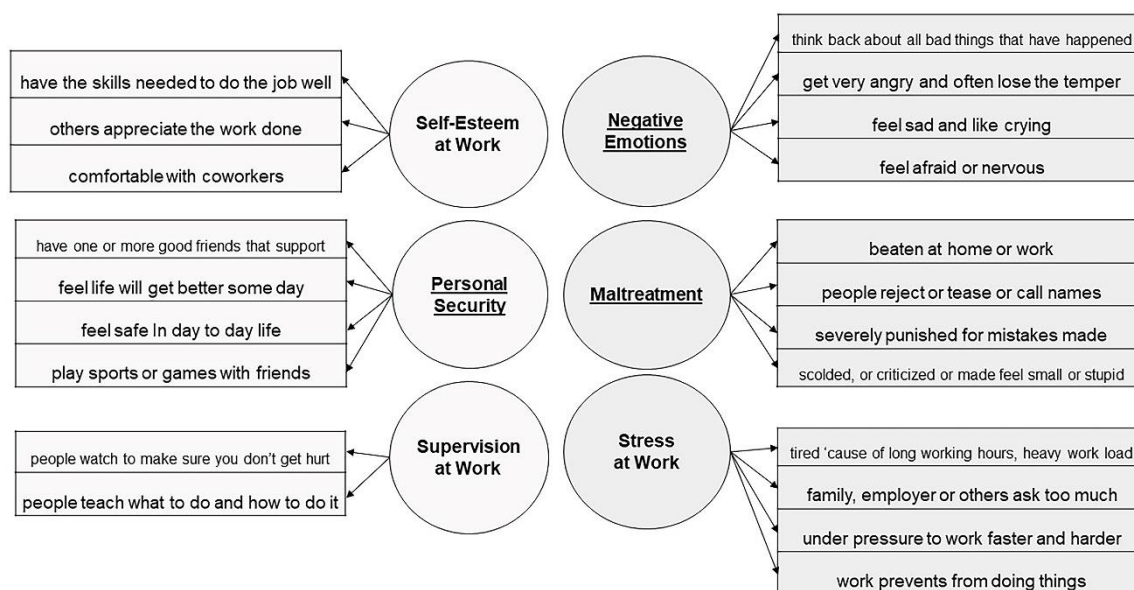 have the skills needed to do the job well
others appreciate the work done
comfortable with coworkers
Self-Esteem
at Work
Negative
Emotions
think back about all bad things that have happened
get very angry and often lose the temper
feel sad and like crying
feel afraid or nervous
have one or more good friends that support
feel life will get better some day
feel safe In day to day life
play sports or games with friends
Personal
Security
Maltreatment
beaten at home or work
people reject or tease or call names
severely punished for mistakes made
scolded, or criticized or made feel small or stupid
people watch to make sure you don't get hurt
people teach what to do and how to do it
Supervision
at Work
Stress
at Work
tired 'cause of long working hours, heavy work load
family, employer or others ask too much
under pressure to work faster and harder
work prevents from doing things